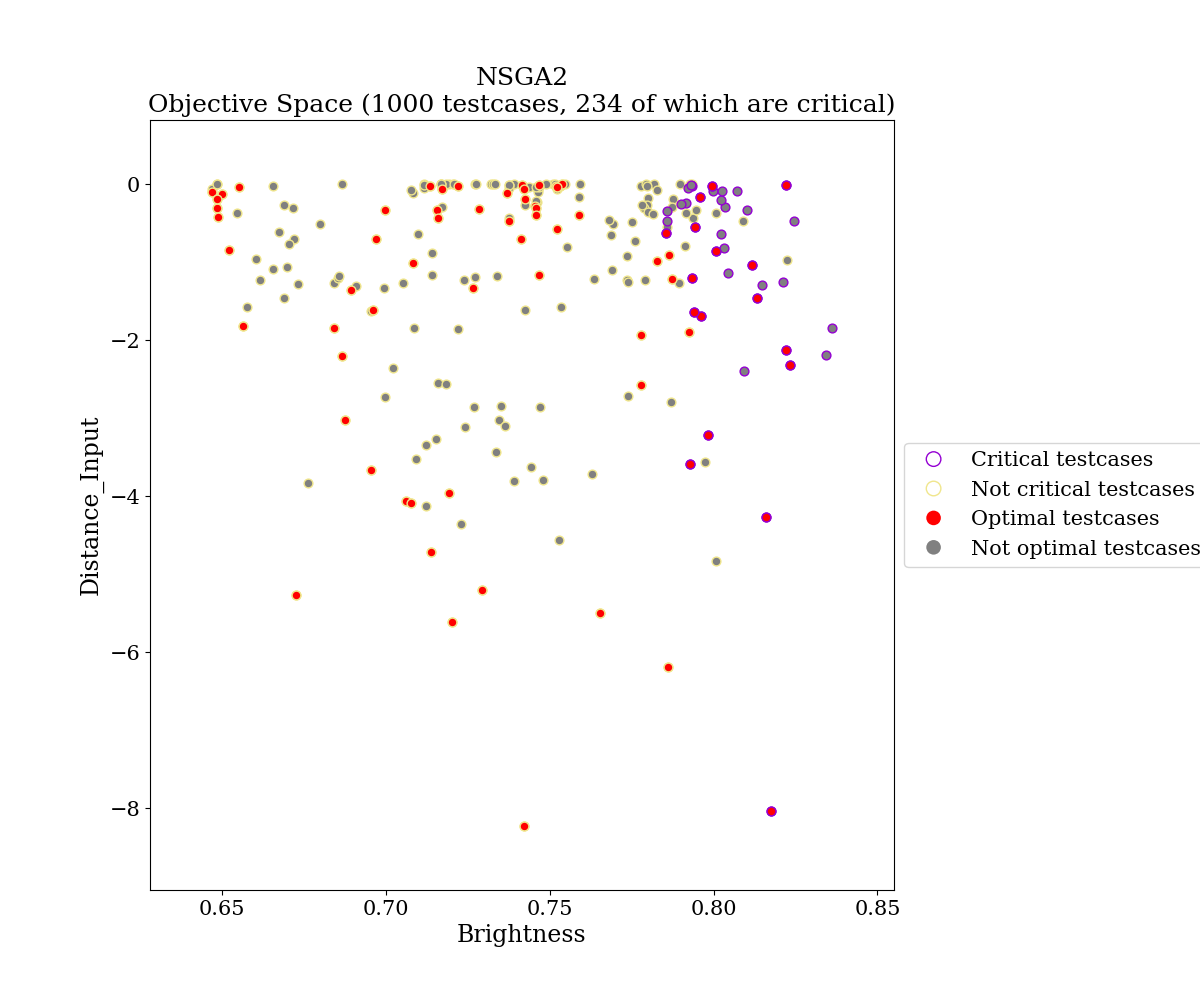 NSGA2
Objective Space (1000 testcases, 234 of which are critical)
0
−2
−4
−6
−8
Distance_Input
0.65
0.70
0.75
0.80
0.85
Brightness
Critical testcases
Not critical testcases
Optimal testcases
Not optimal testcases